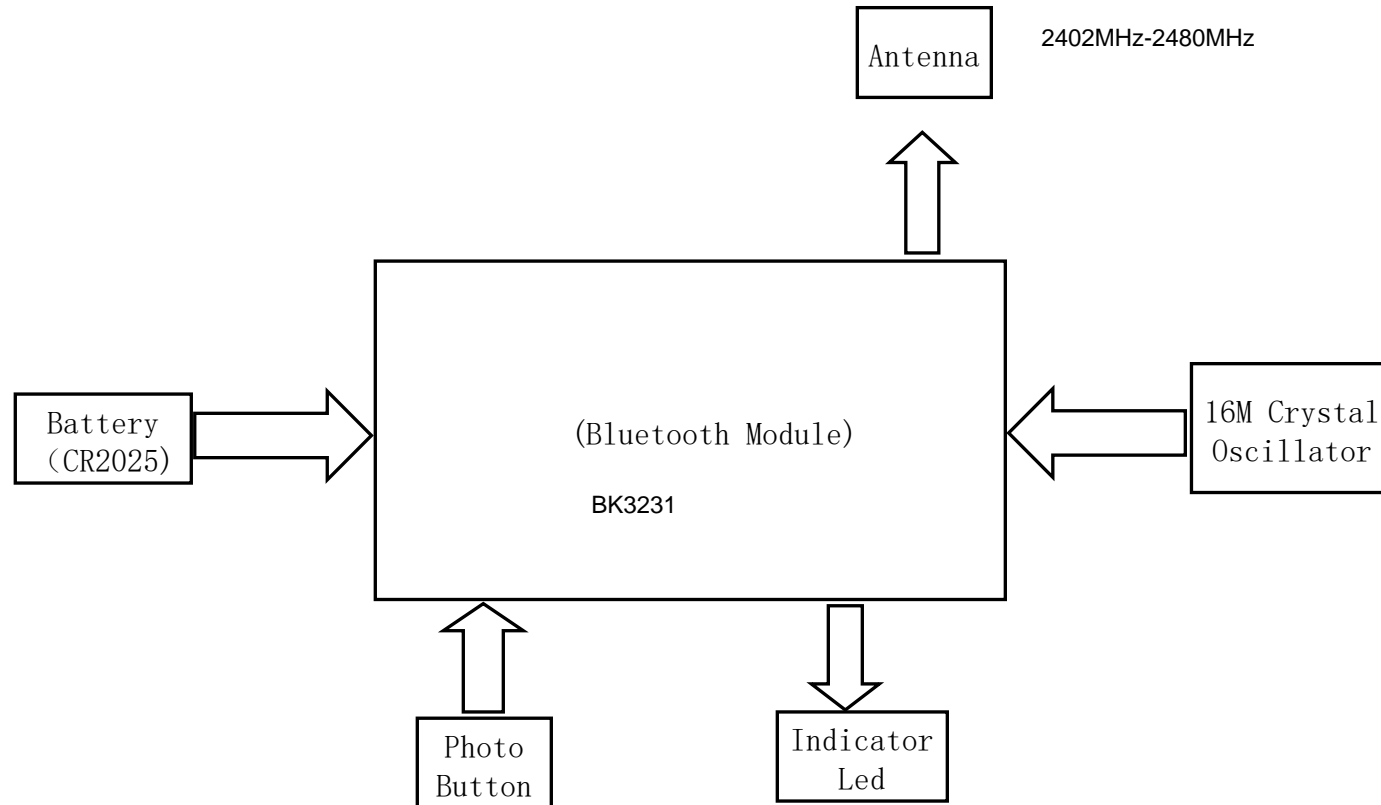 2402MHz-2480MHz
Antenna
16M Crystal
Oscillator
Battery
（CR2025)
(Bluetooth Module)
BK3231
Photo
Button
Indicator
Led